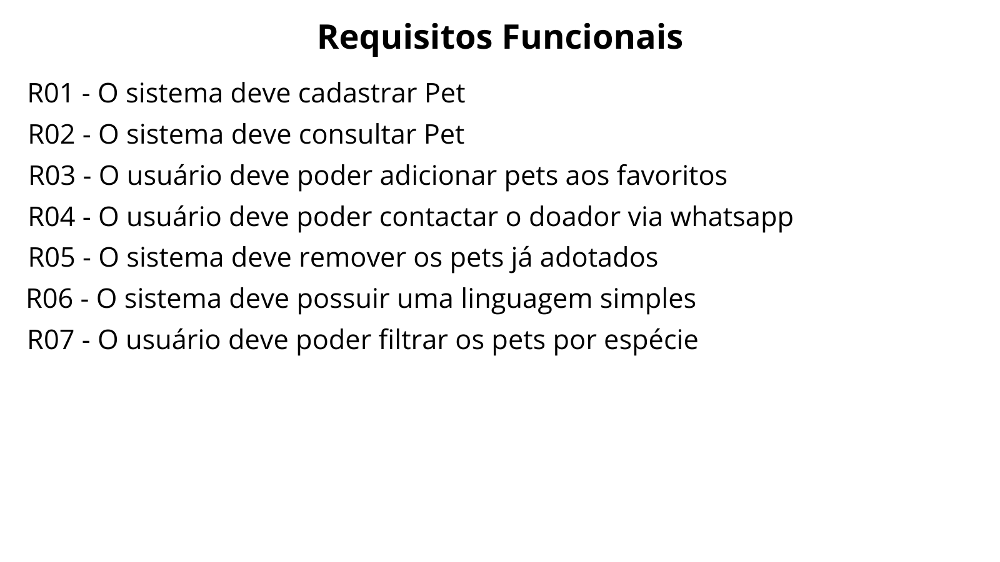 Requisitos Funcionais
R01 - O sistema deve cadastrar Pet
R02 - O sistema deve consultar Pet
R03 - O usuário deve poder adicionar pets aos favoritos
R04 - O usuário deve poder contactar o doador via whatsapp
R05 - O sistema deve remover os pets já adotados
R06 - O sistema deve possuir uma linguagem simples
R07 - O usuário deve poder filtrar os pets por espécie